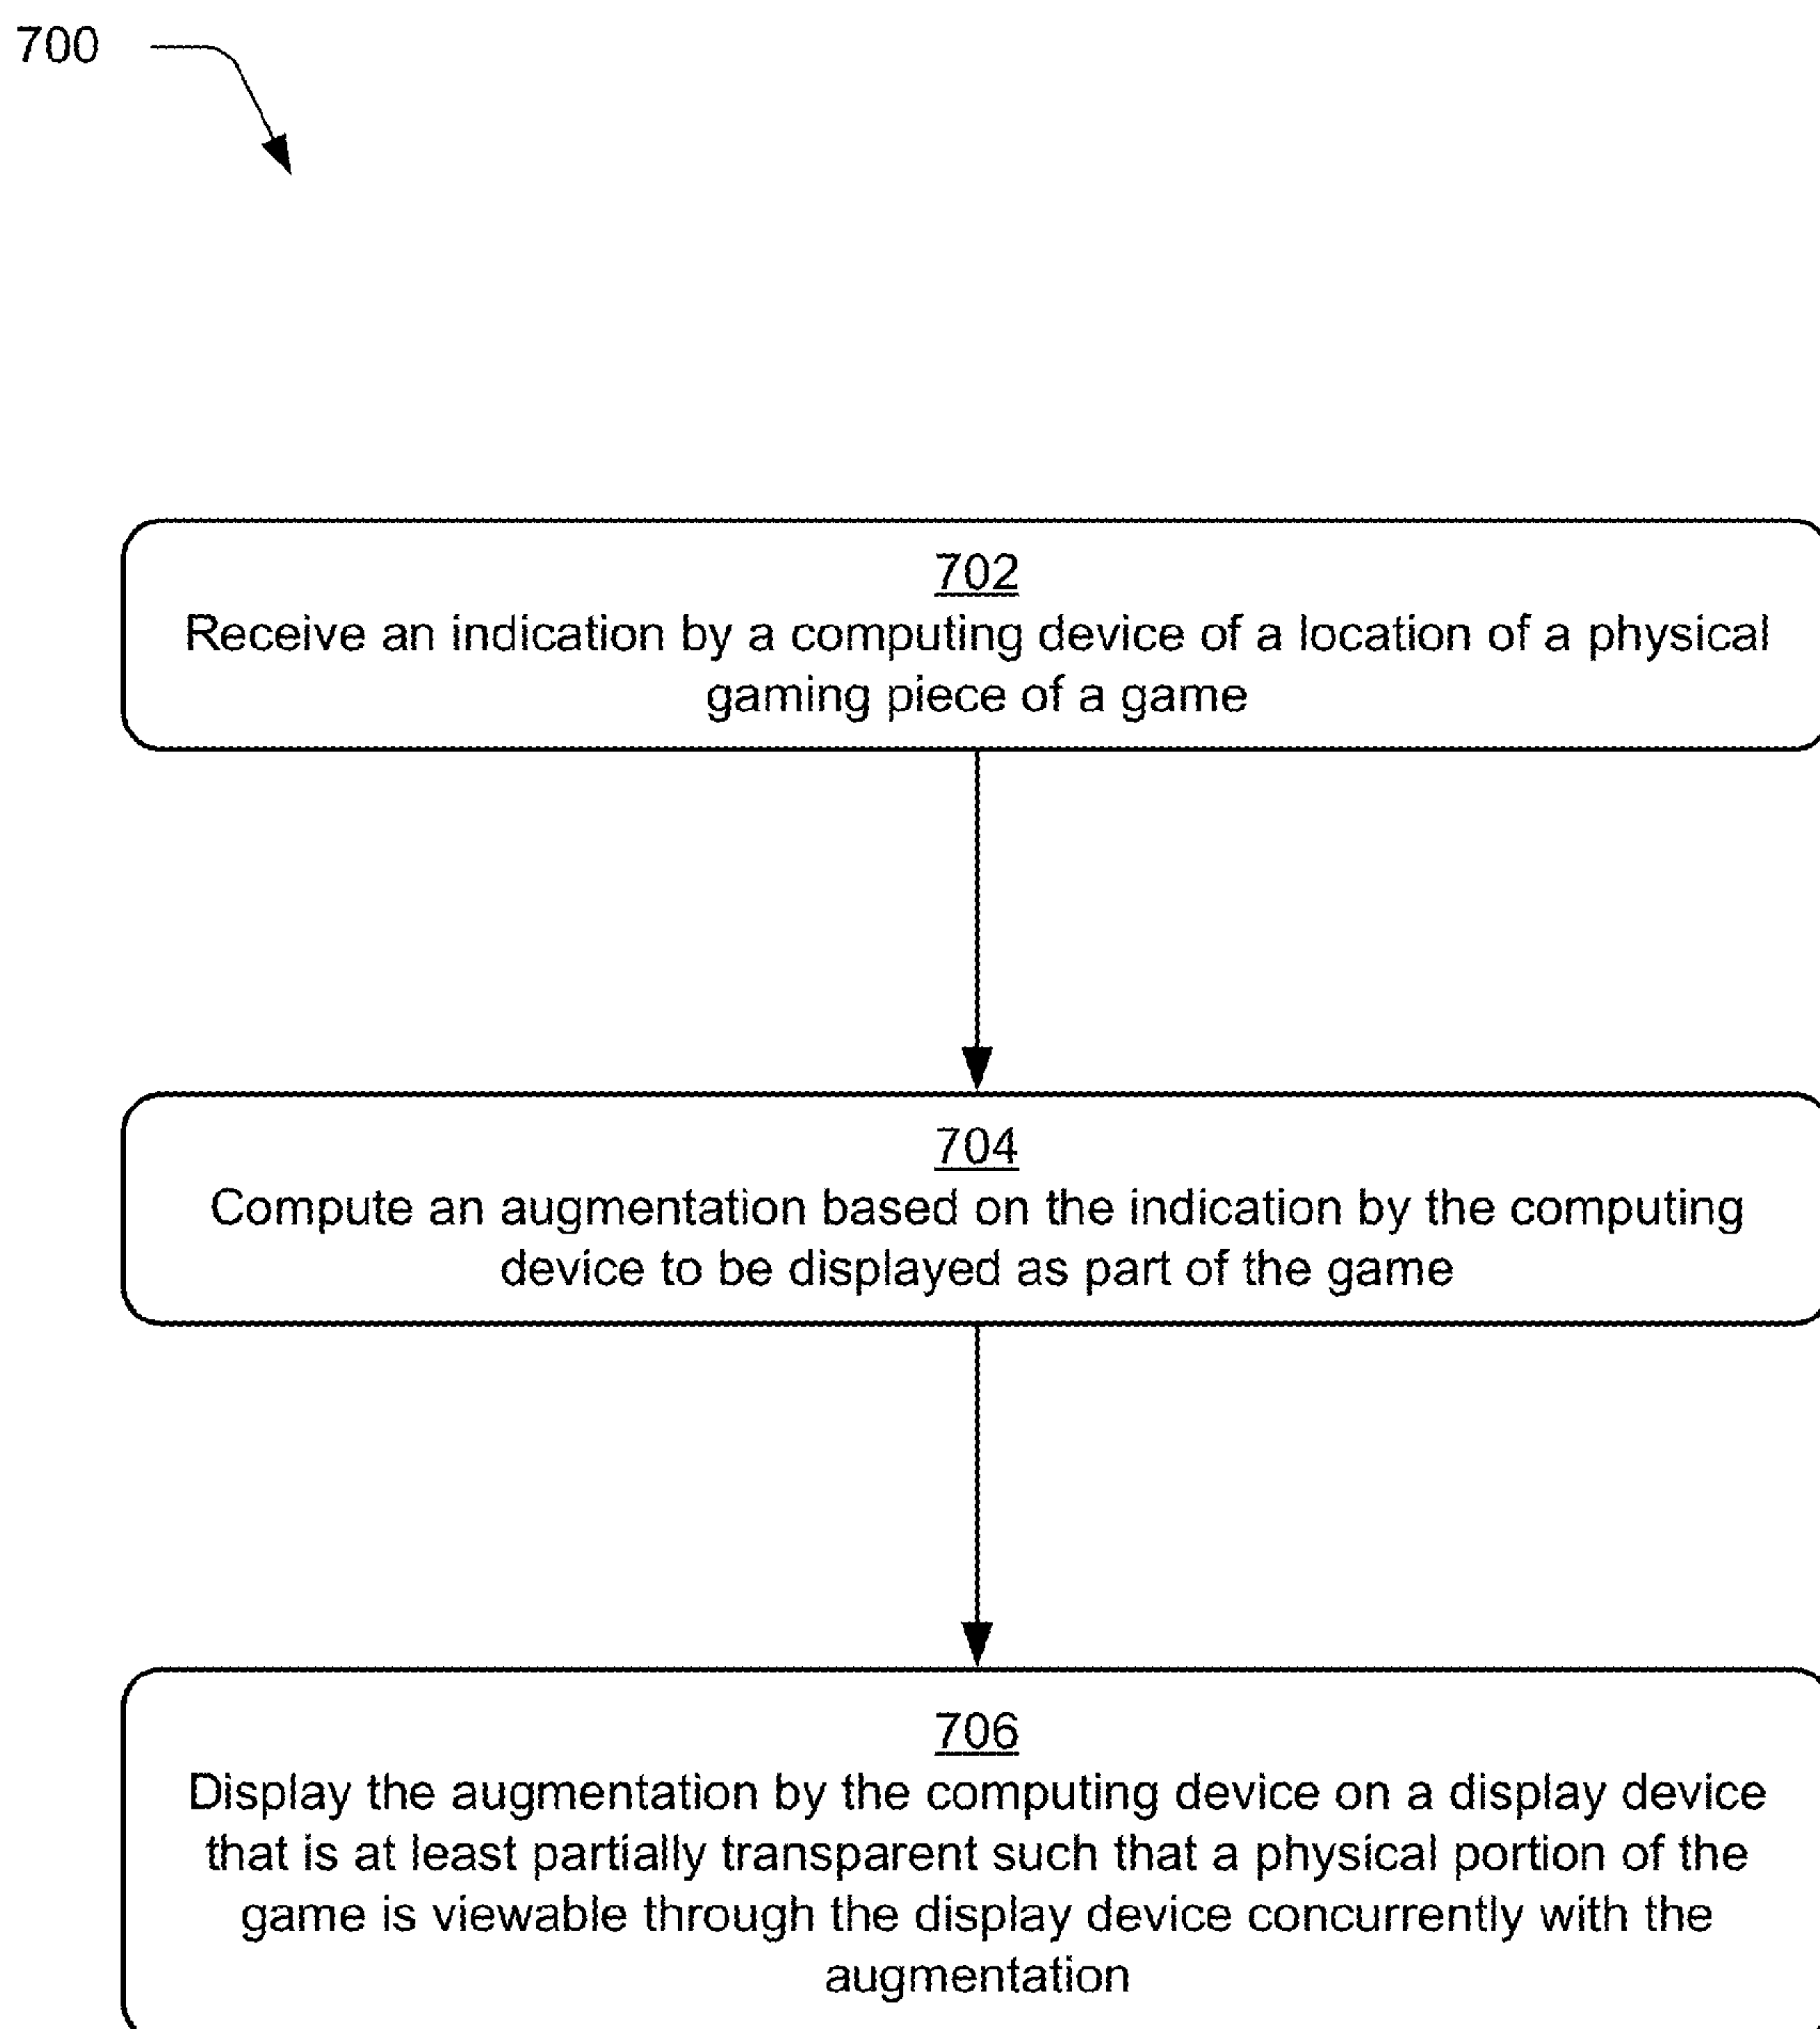 700
702
Receive an indication by a computing device of a location of a physical
gaming piece of a game
704
Compute an augmentation based on the indication by the computing
device to be displayed as part of the game
706
Display the augmentation by the computing device on a display device
that is at least partially transparent such that a physical portion of the
game is viewable through the display device concurrently with the
augmentation